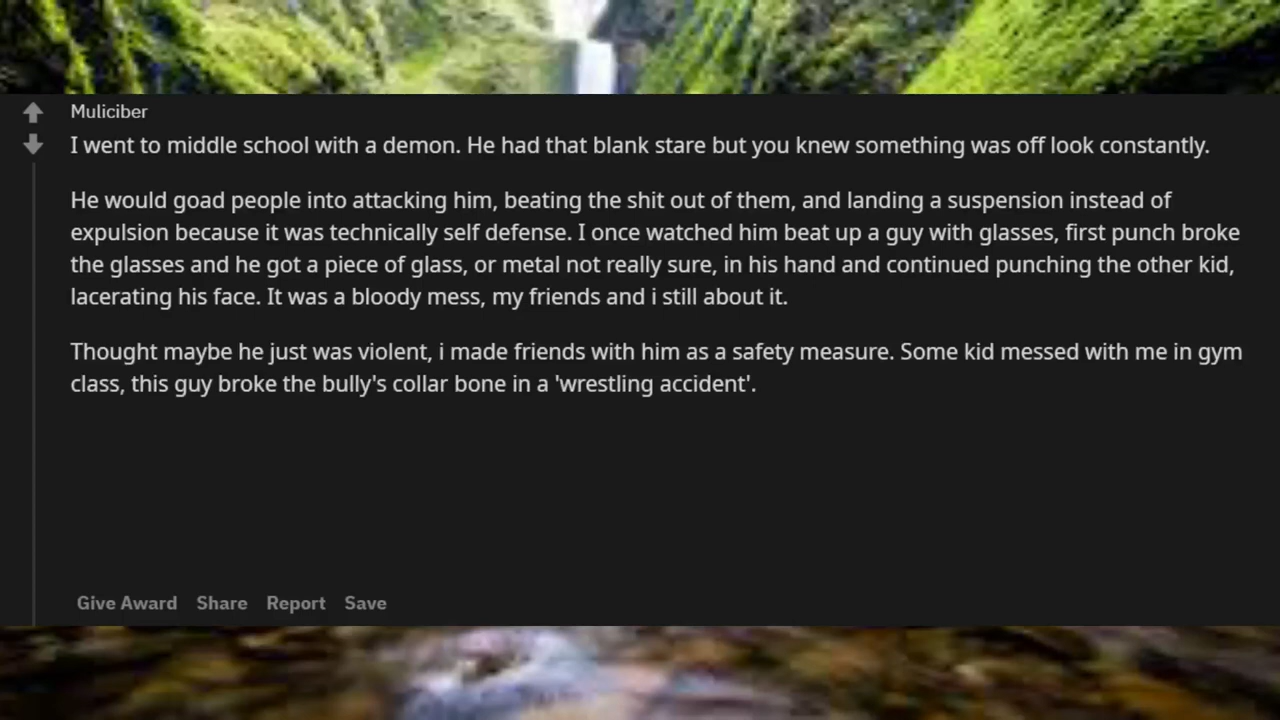 Muliciber
I went to middle school with a demon. He had that blank stare but you knew something was off look constantly.
He would goad people into attacking him, beating the shit out of them, and landing a suspension instead of
expulsion because it was technically self defense. I once watched him beat up a guy with glasses, first punch broke
the glasses and he got a piece of glass, or metal not really sure, in his hand and continued punching the other kid,
lacerating his face. It was a bloody mess, my friends and i still about it.
Thought maybe he just was violent, i made friends with him as a safety measure. Some kid messed with me in gym
class, this guy broke the bully's collar bone in a 'wrestling accident'.
Give Award Share Report Save